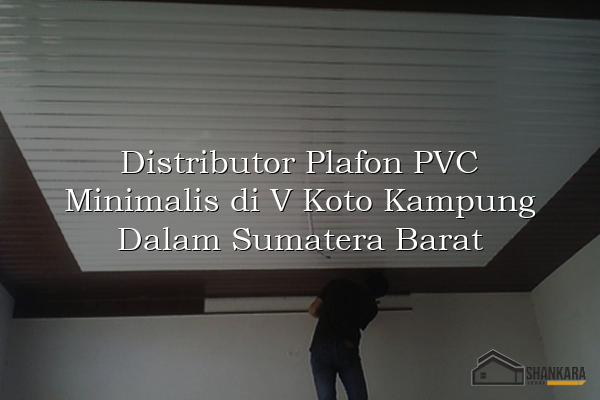 Distributor Plafon PVC
Minimalis di V Koto Kampung
Dalam Sumatera Barat
SHANKARA